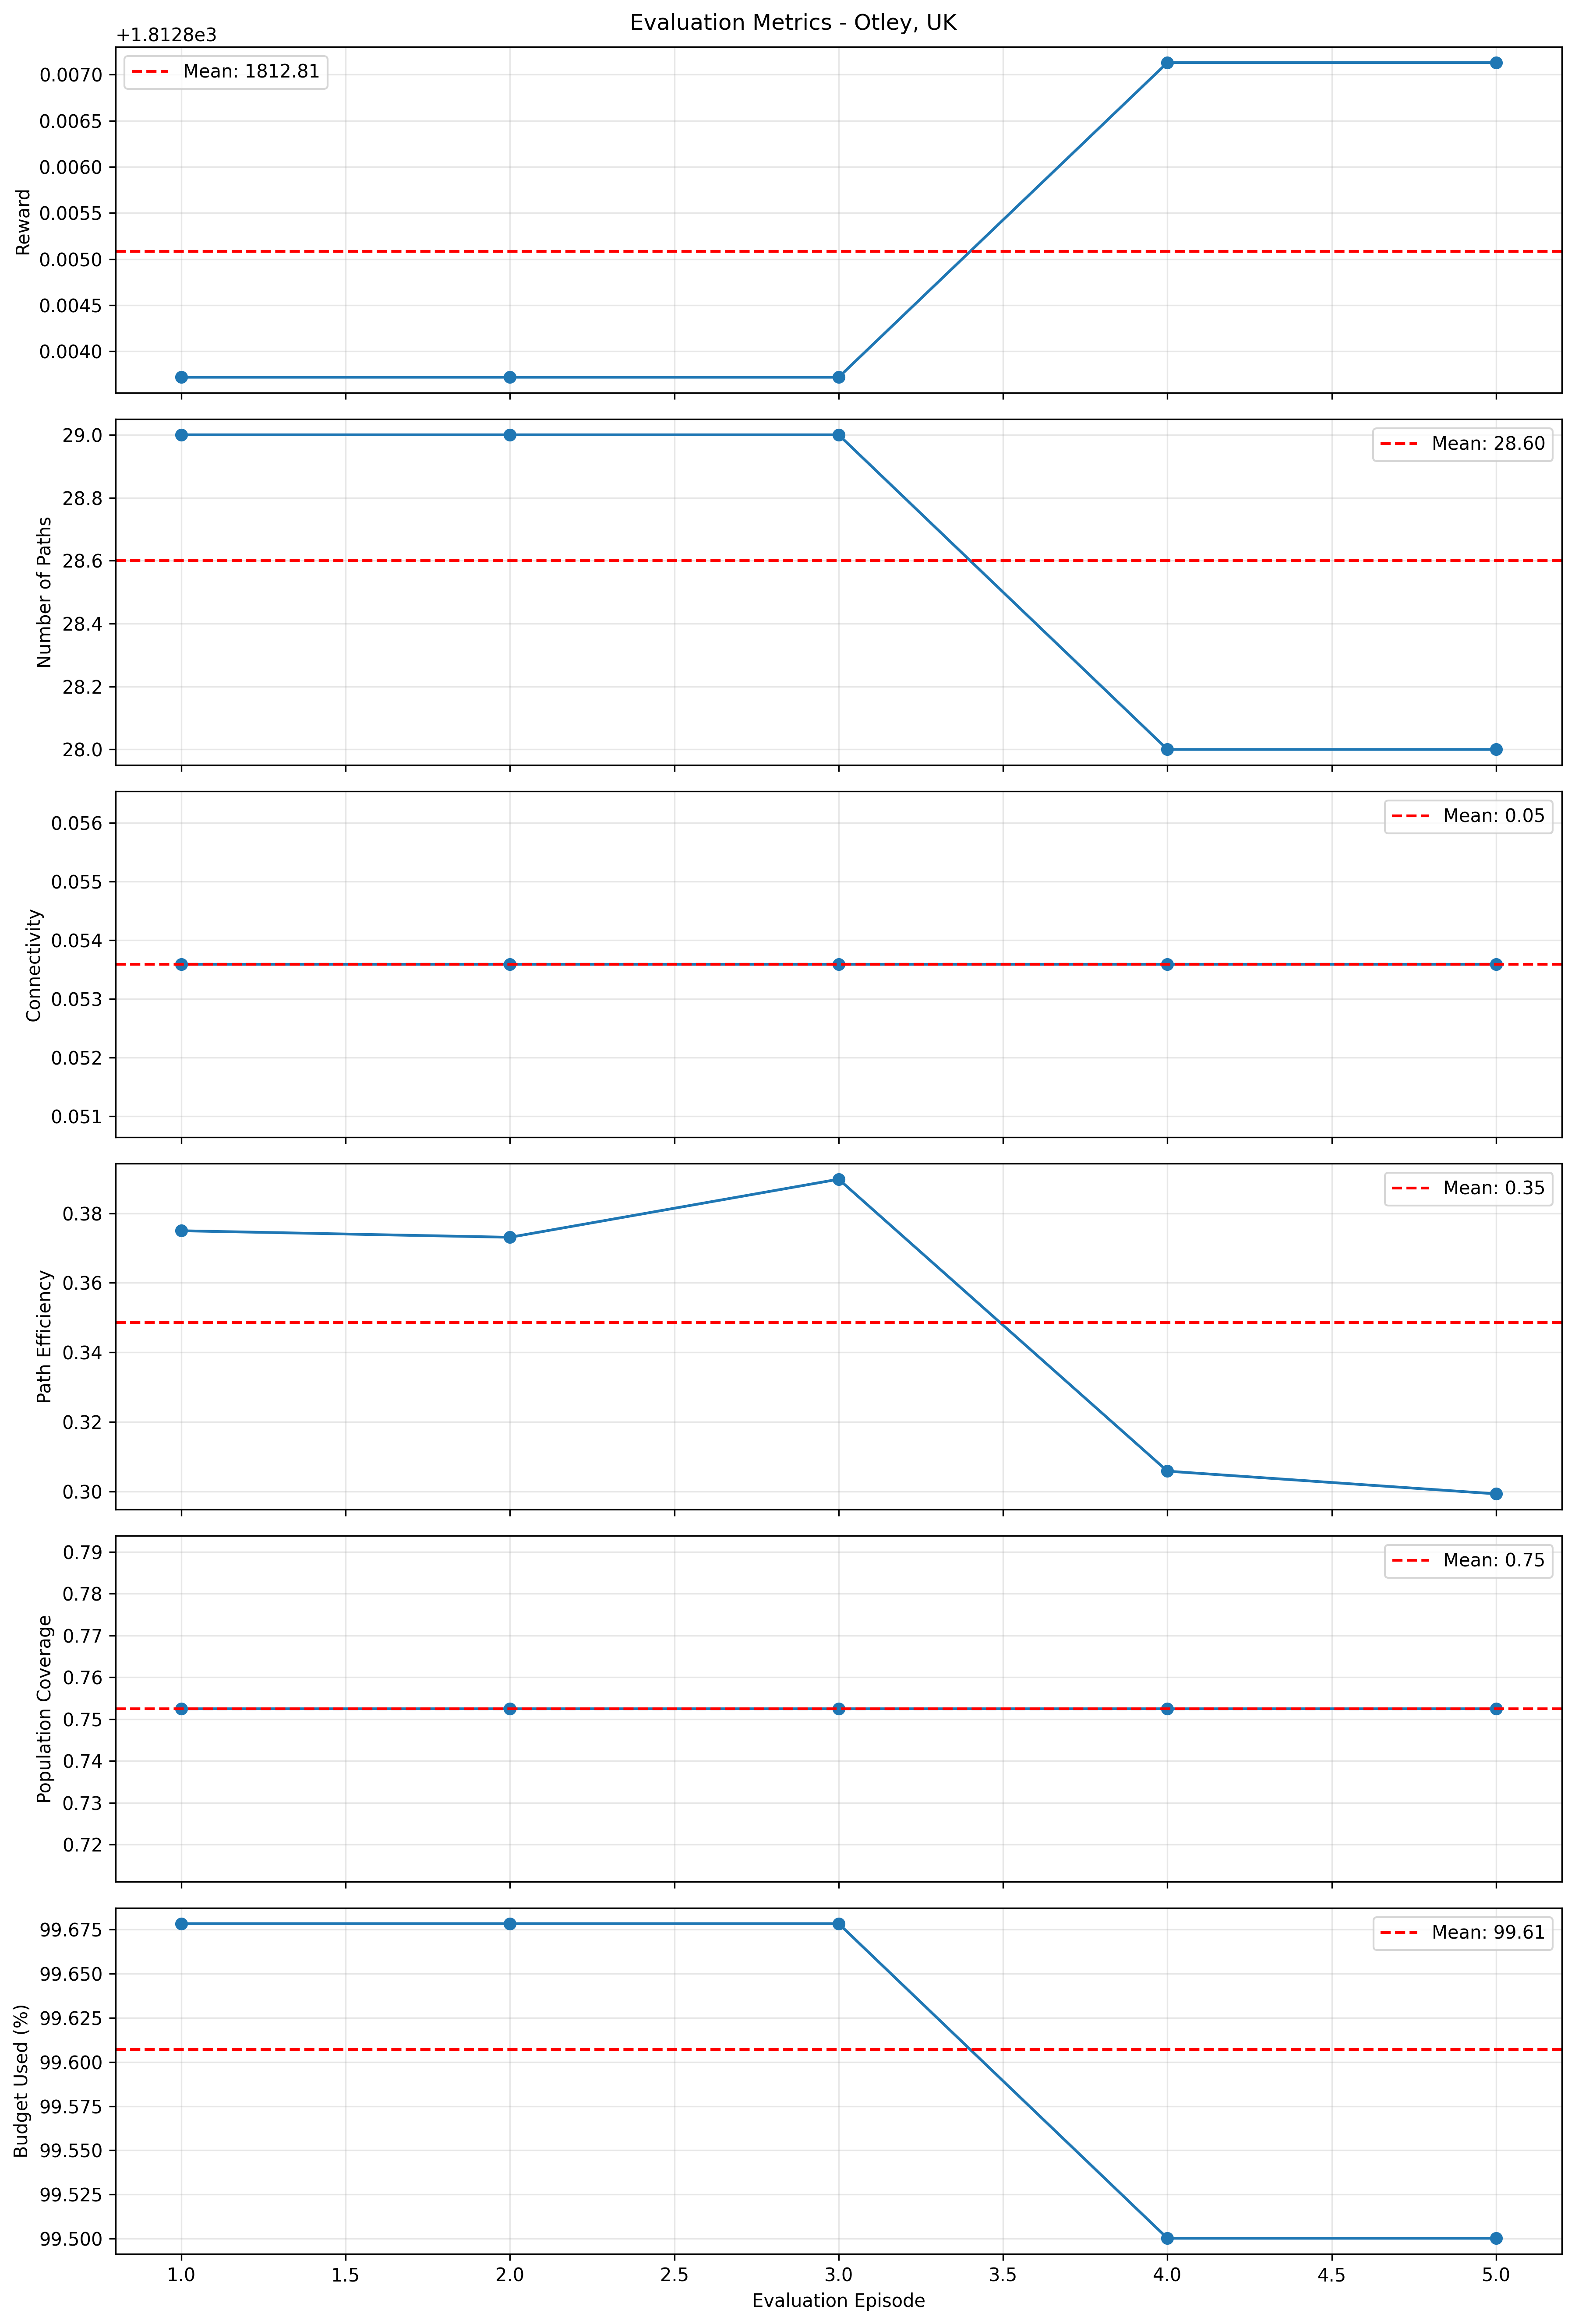 Evaluation Metrics - Otley, UK
+1.8128e3
Mean: 1812.81
0.0070
0.0065
0.0060
0.0055
0.0050
0.0045
0.0040
Reward
Mean: 28.60
29.0
28.8
28.6
28.4
28.2
28.0
Number of Paths
Mean: 0.05
0.056
0.055
0.054
0.053
0.052
0.051
Connectivity
Mean: 0.35
0.38
0.36
0.34
0.32
0.30
Path Efficiency
Mean: 0.75
0.79
0.78
0.77
0.76
0.75
0.74
0.73
0.72
Population Coverage
Mean: 99.61
99.675
99.650
99.625
99.600
99.575
99.550
99.525
99.500
Budget Used (%)
1.0 1.5 2.0 2.5 3.0 3.5 4.0 4.5 5.0
Evaluation Episode